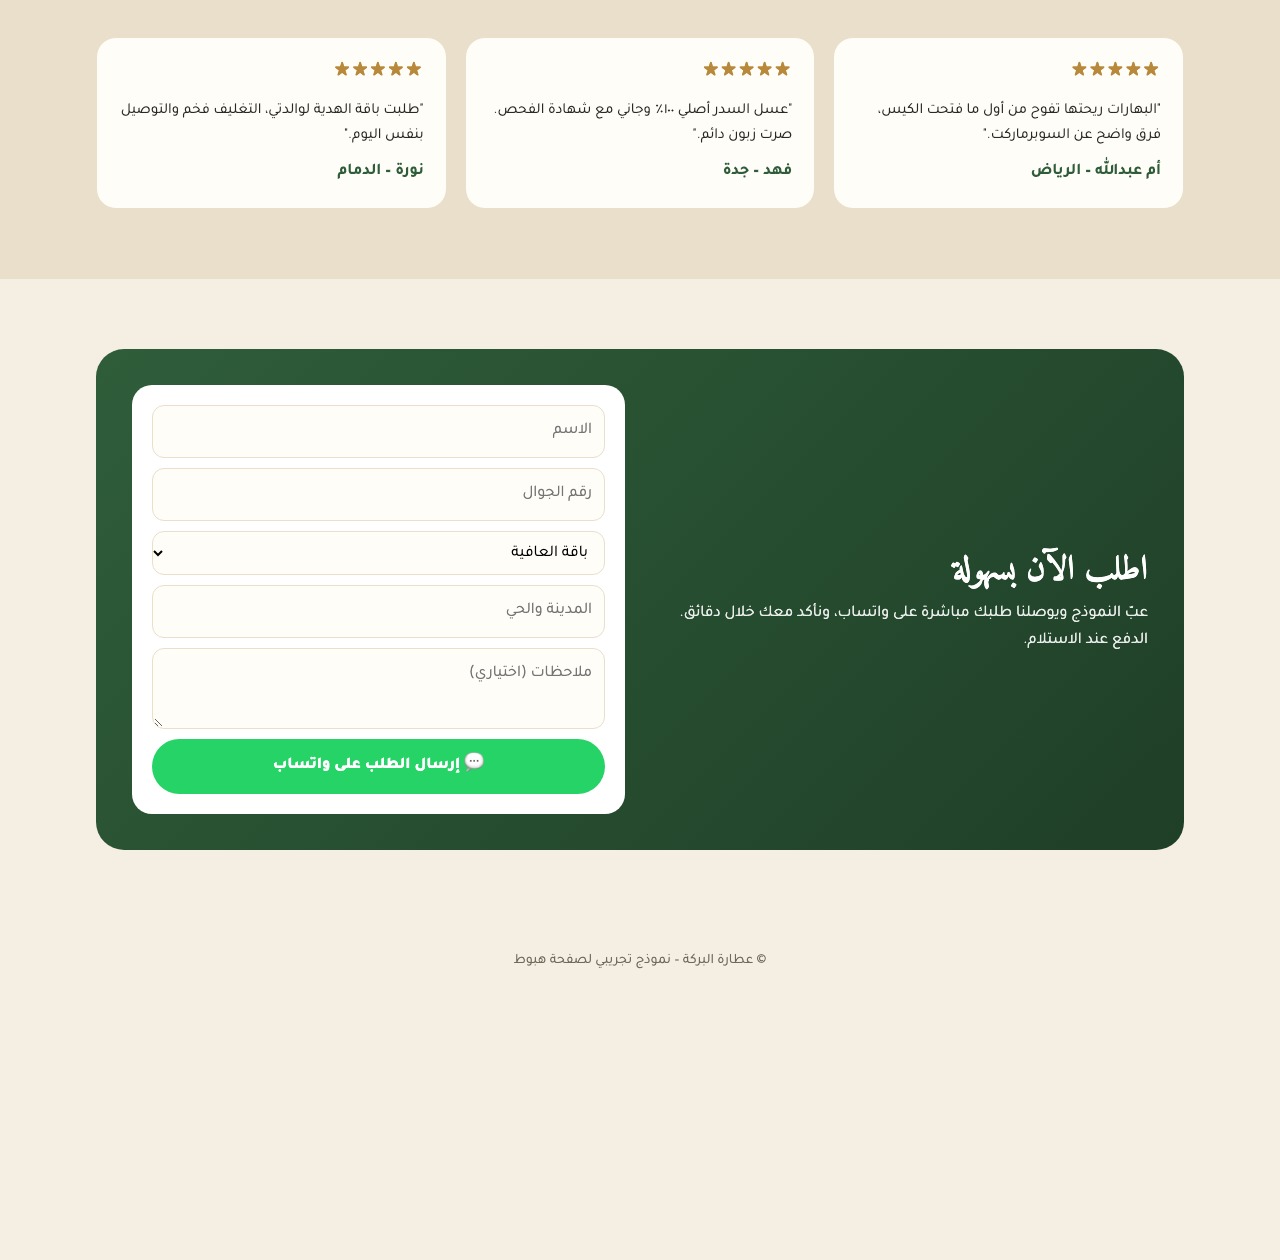 ★★★★★
"البهارات ريحتها تفوح من أول ما فتحت الكيس،
فرق واضح عن السوبرماركت."
أم عبدالله - الرياض
★★★★★
"عسل السدر أصلي ١٠٠٪ وجاني مع شهادة الفحص.
صرت زبون دائم."
فهد - جدة
★★★★★
"طلبت باقة الهدية لوالدتي، التغليف فخم والتوصيل
بنفس اليوم."
نورة - الدمام
اطلب الآن بسهولة
عبّ النموذج ويوصلنا طلبك مباشرة على واتساب، ونأكد معك خلال دقائق.
الدفع عند الاستلام.
الاسم
رقم الجوال
باقة العافية
المدينة والحي
ملاحظات (اختياري)
💬 إرسال الطلب على واتساب
© عطارة البركة - نموذج تجريبي لصفحة هبوط